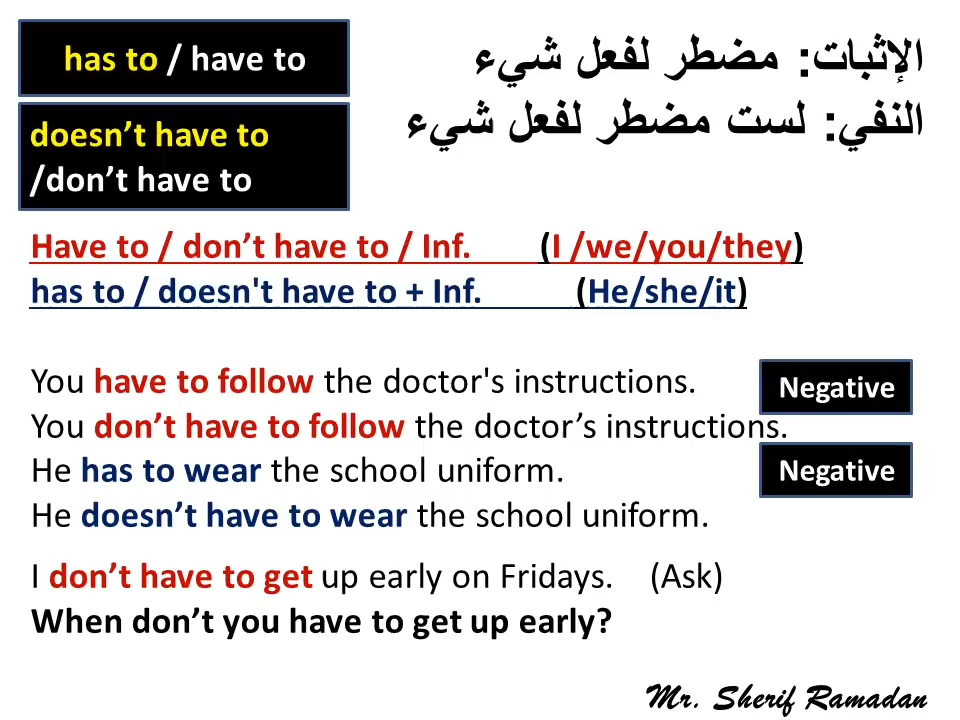 has to / have to
الإثبات: مضطر لفعل شيء
doesn’t have to
/don’t have to
النفي: لست مضطر لفعل شيء
Have to / don’t have to / Inf. (I /we/you/they)
has to / doesn't have to + Inf. (He/she/it)
You have to follow the doctor's instructions.
Negative
You don’t have to follow the doctor’s instructions.
He has to wear the school uniform.
Negative
He doesn’t have to wear the school uniform.
I don’t have to get up early on Fridays. (Ask)
When don’t you have to get up early?
Mr. Sherif Ramadan